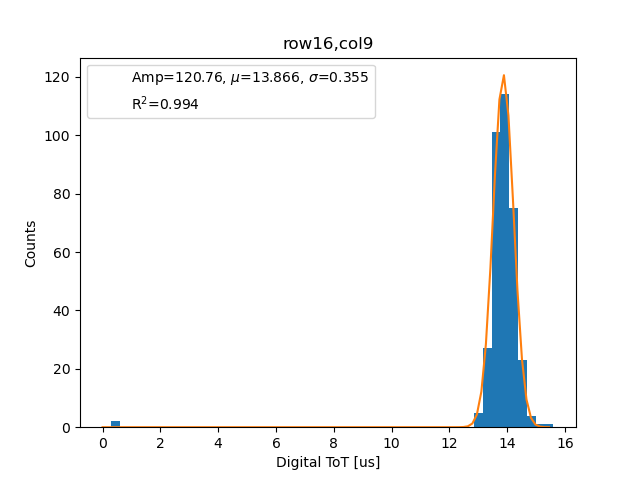 row16,col9
Amp=120.76, μ=13.866, σ=0.355
R²=0.994
120
100
80
60
40
20
0
Counts
0 2 4 6 8 10 12 14 16
Digital ToT [us]